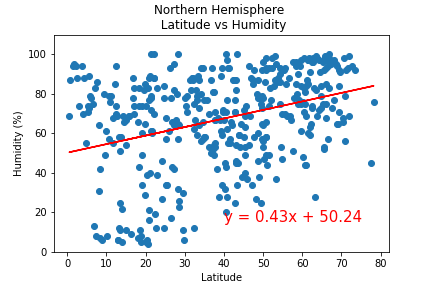 Northern Hemisphere
Latitude vs Humidity
Humidity (%)
100
80
60
40
20
0
y = 0.43x + 50.24
0 10 20 30 40 50 60 70 80
Latitude